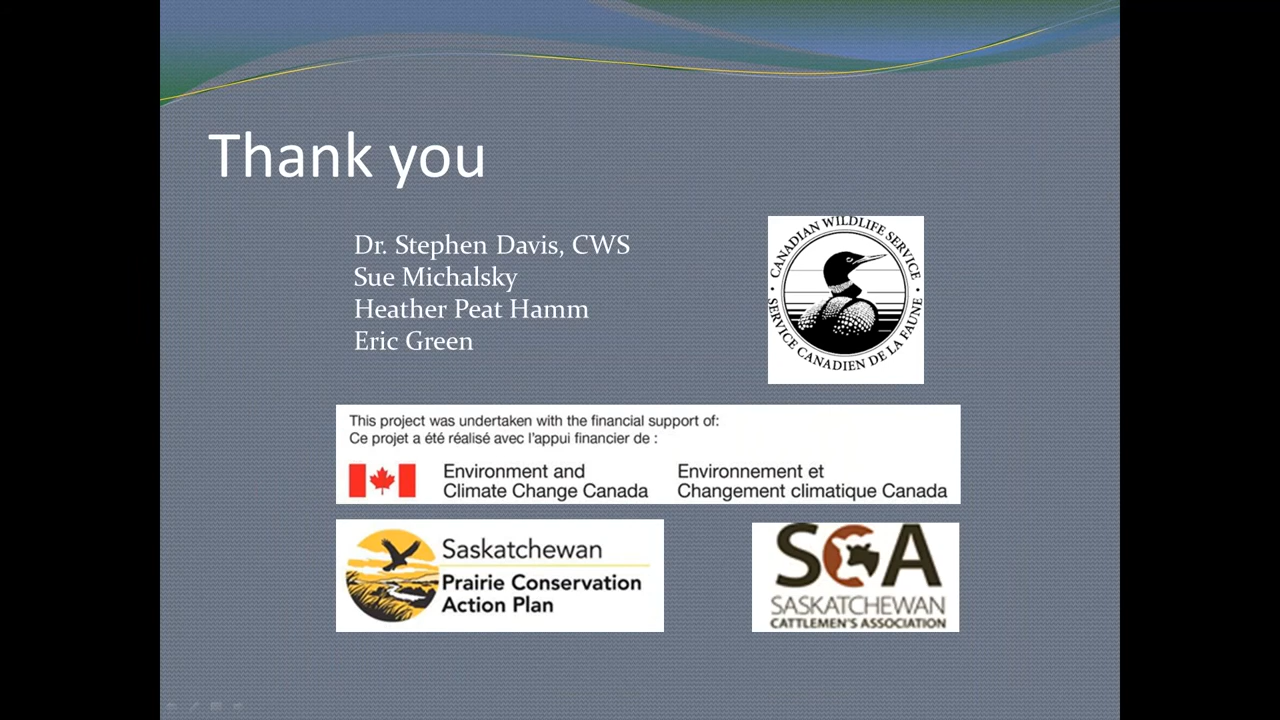 Thank you
Dr. Stephen Davis, CWS
Sue Michalsky
Heather Peat Hamm
Eric Green
· CANADIAN WILDLIFE SERVICE ·
SERVICE CANADIEN DE LA FAUNE
This project was undertaken with the financial support of:
Ce projet a été réalisé avec l'appui financier de :
Environment and
Climate Change Canada
Environnement et
Changement climatique Canada
Saskatchewan
Prairie Conservation
Action Plan
SCA
SASKATCHEWAN
CATTLEMEN'S ASSOCIATION